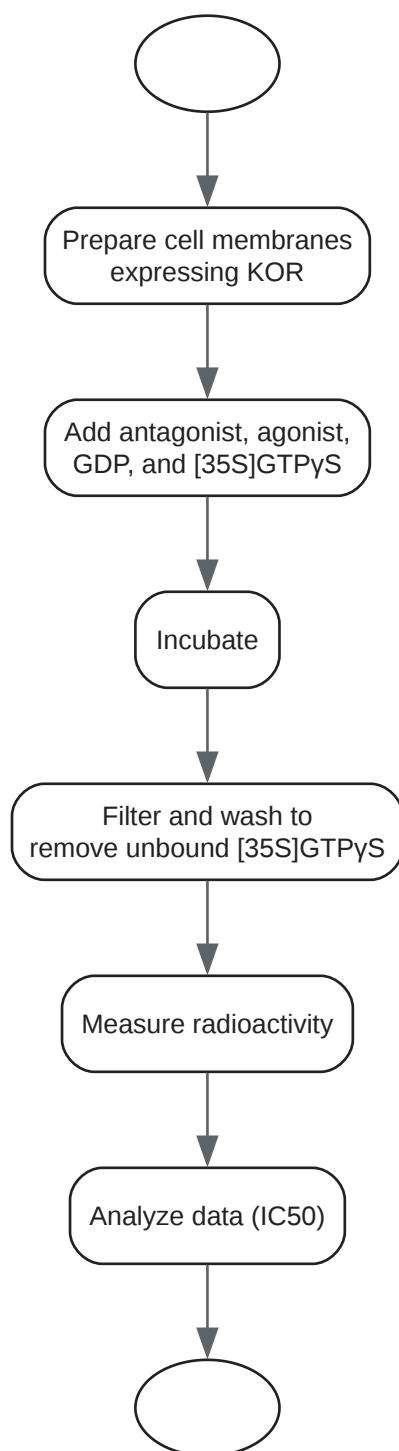 Prepare cell membranes
expressing KOR
Add antagonist, agonist,
GDP, and [35S]GTPγS
Incubate
Filter and wash to
remove unbound [35S]GTPγS
Measure radioactivity
Analyze data (IC50)